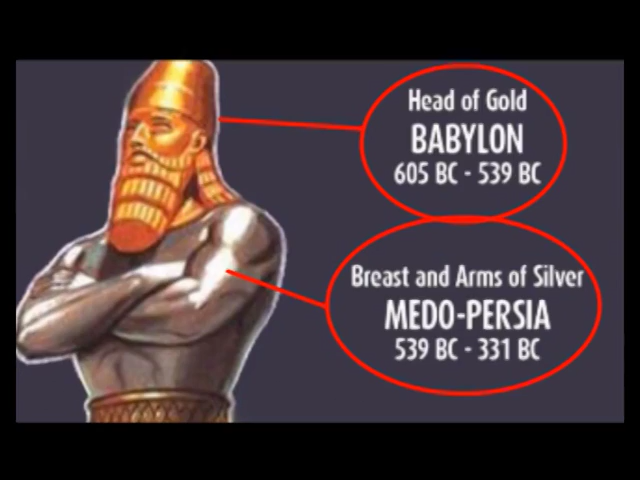 Head of Gold
BABYLON
605 BC - 539 BC
Breast and Arms of Silver
MEDO-PERSIA
539 BC - 331 BC